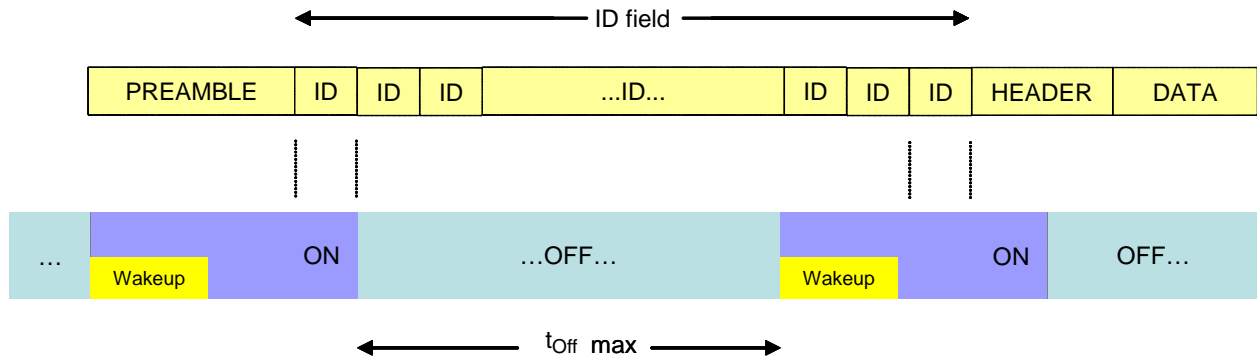 ID field
PREAMBLE ID ID ID ...ID... ID ID ID HEADER DATA
… ON …OFF… ON OFF…
Wakeup Wakeup
tOff max